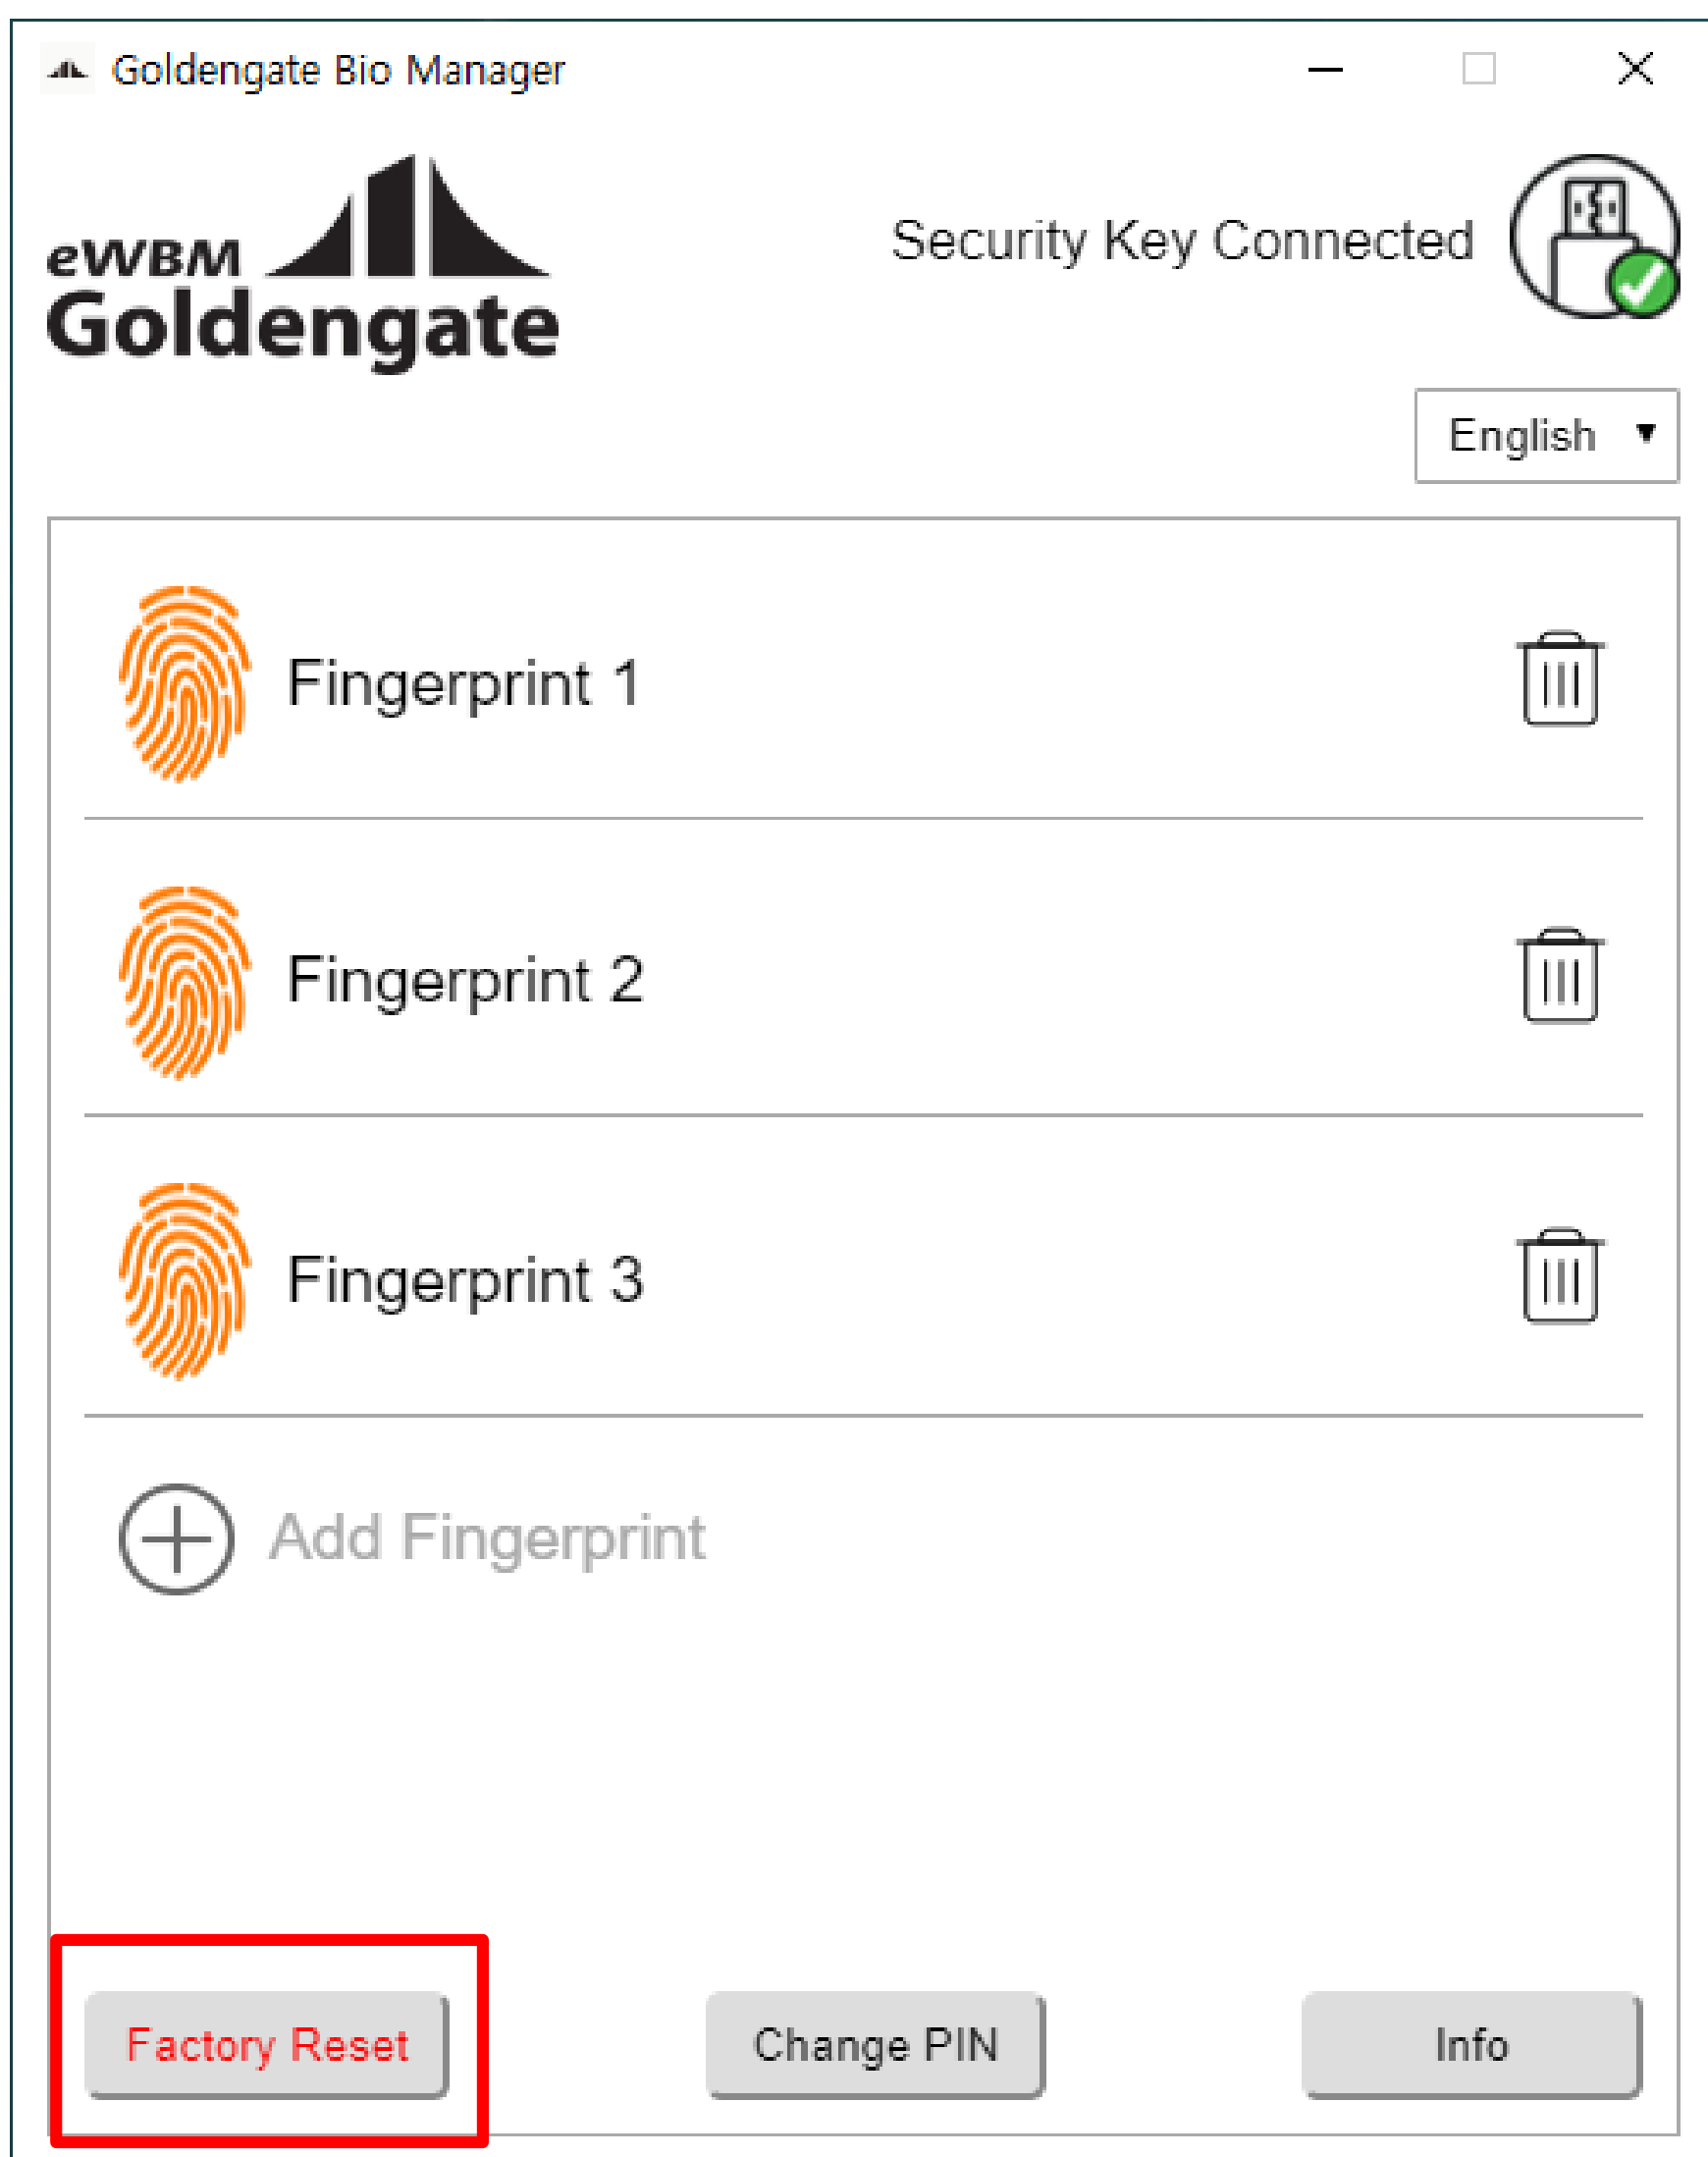 Goldengate Bio Manager
eWBM
Goldengate
Security Key Connected
English
Fingerprint 1
Fingerprint 2
Fingerprint 3
Add Fingerprint
Factory Reset
Change PIN
Info